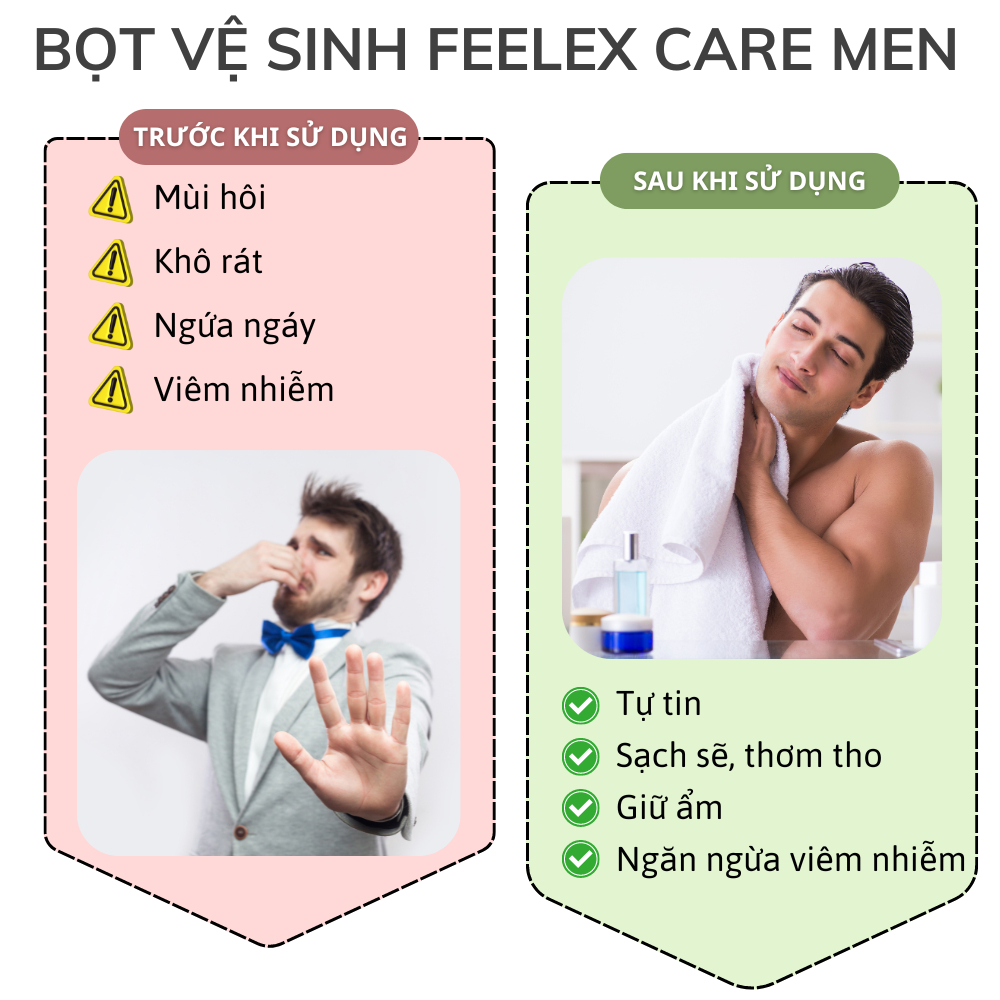 BỌT VỆ SINH FEELEX CARE MEN
TRƯỚC KHI SỬ DỤNG
Mùi hôi
Khô rát
Ngứa ngáy
Viêm nhiễm
SAU KHI SỬ DỤNG
Tự tin
Sạch sẽ, thơm tho
Giữ ẩm
Ngăn ngừa viêm nhiễm